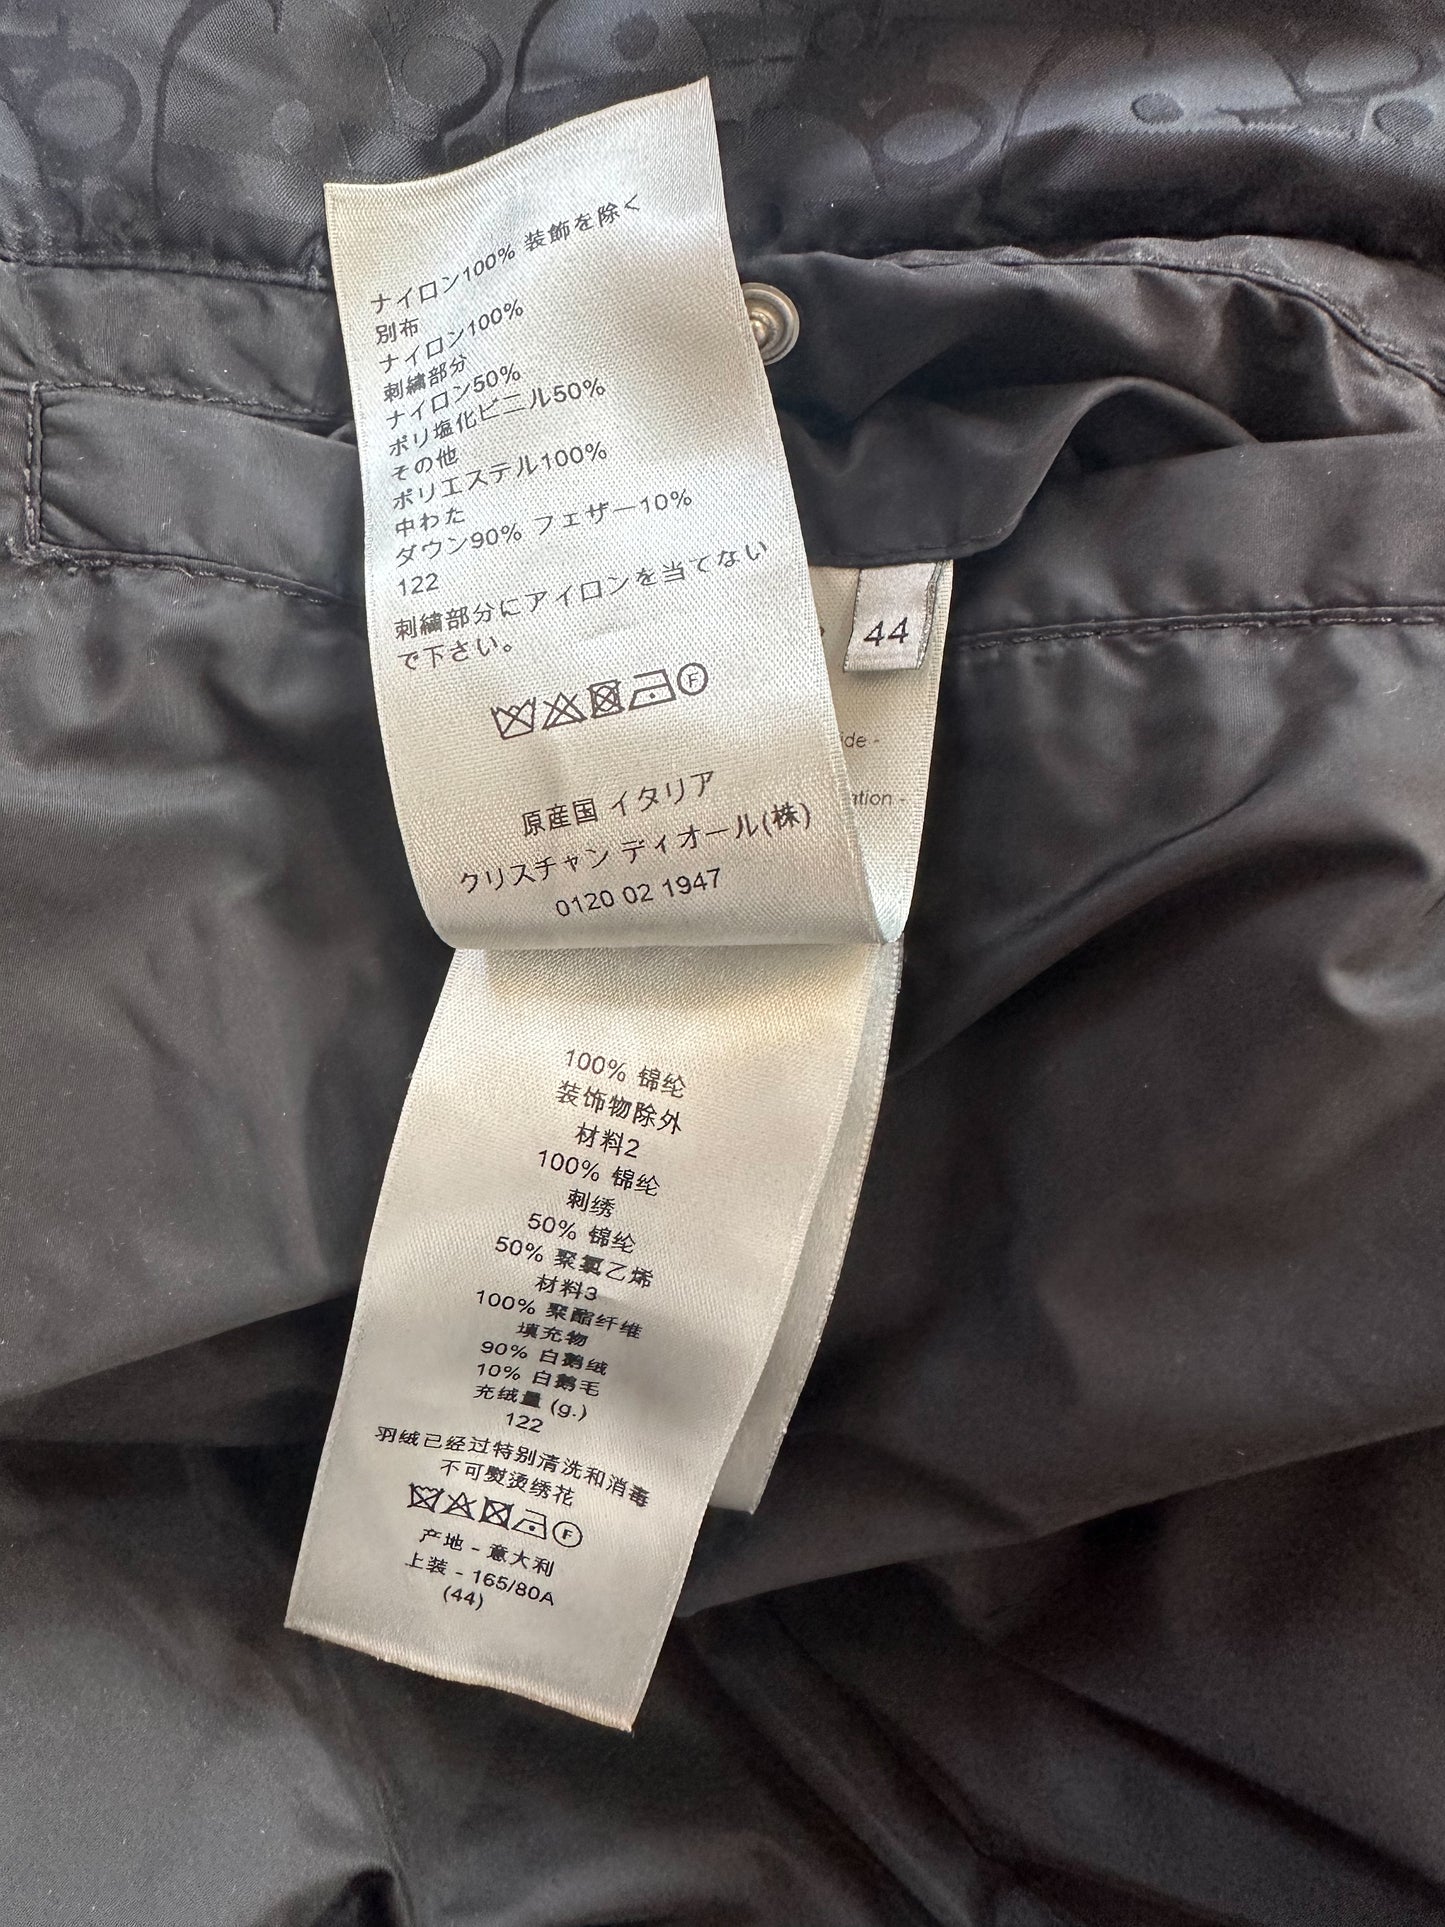 ナイロン100% 装飾を除く
別布
ナイロン100%
刺繍部分
ナイロン50%
ポリ塩化ビニル50%
その他
ポリエステル100%
中わた
ダウン90% フェザー10%
122
刺繍部分にアイロンを当てない
で下さい。
F
原産国 イタリア
クリスチャン ディオール(株)
0120 02 1947
44
100% 锦纶
装饰物除外
材料2
100% 锦纶
刺绣
50% 锦纶
50% 聚氯乙烯
材料3
100% 聚酯纤维
填充物
90% 白鹅绒
10% 白鹅毛
充绒量 (g.)
122
羽绒已经过特别清洗和消毒
不可熨烫绣花
F
产地 - 意大利
上装 - 165/80A
(44)